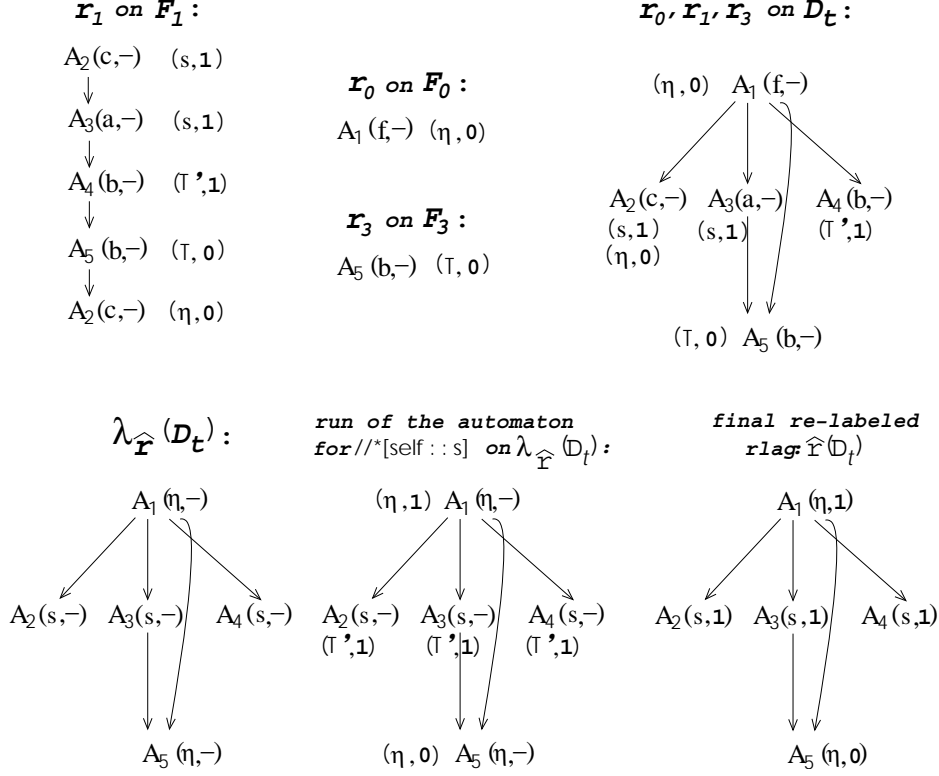 r₁ on F₁:
A₂(c,−) (s,1)
A₃(a,−) (s,1)
A₄(b,−) (⊤',1)
A₅(b,−) (⊤,0)
A₂(c,−) (η,0)
r₀ on F₀:
A₁(f,−) (η,0)
r₃ on F₃:
A₅(b,−) (⊤,0)
r₀, r₁, r₃ on Dₜ:
(η,0) A₁(f,−)
A₂(c,−) A₃(a,−) A₄(b,−)
(s,1) (s,1) (⊤',1)
(η,0)
(⊤,0) A₅(b,−)
λ_r̂(Dₜ):
A₁(η,−)
A₂(s,−) A₃(s,−) A₄(s,−)
A₅(η,−)
run of the automaton
for //*[self::s] on λ_r̂(Dₜ):
(η,1) A₁(η,−)
A₂(s,−) A₃(s,−) A₄(s,−)
(⊤',1) (⊤',1) (⊤',1)
(η,0) A₅(η,−)
final re-labeled
rlag: r̂(Dₜ)
A₁(η,1)
A₂(s,1) A₃(s,1) A₄(s,1)
A₅(η,0)